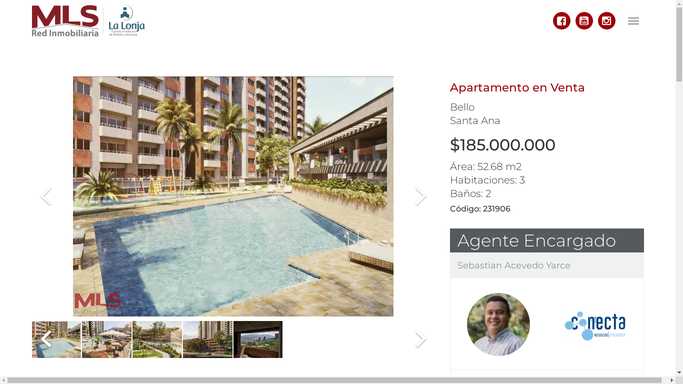 MLS
Red Inmobiliaria
La Lonja
Apartamento en Venta
Bello
Santa Ana
$185.000.000
Área: 52.68 m2
Habitaciones: 3
Baños: 2
Código: 231906
Agente Encargado
Sebastian Acevedo Yarce
MLS
conecta